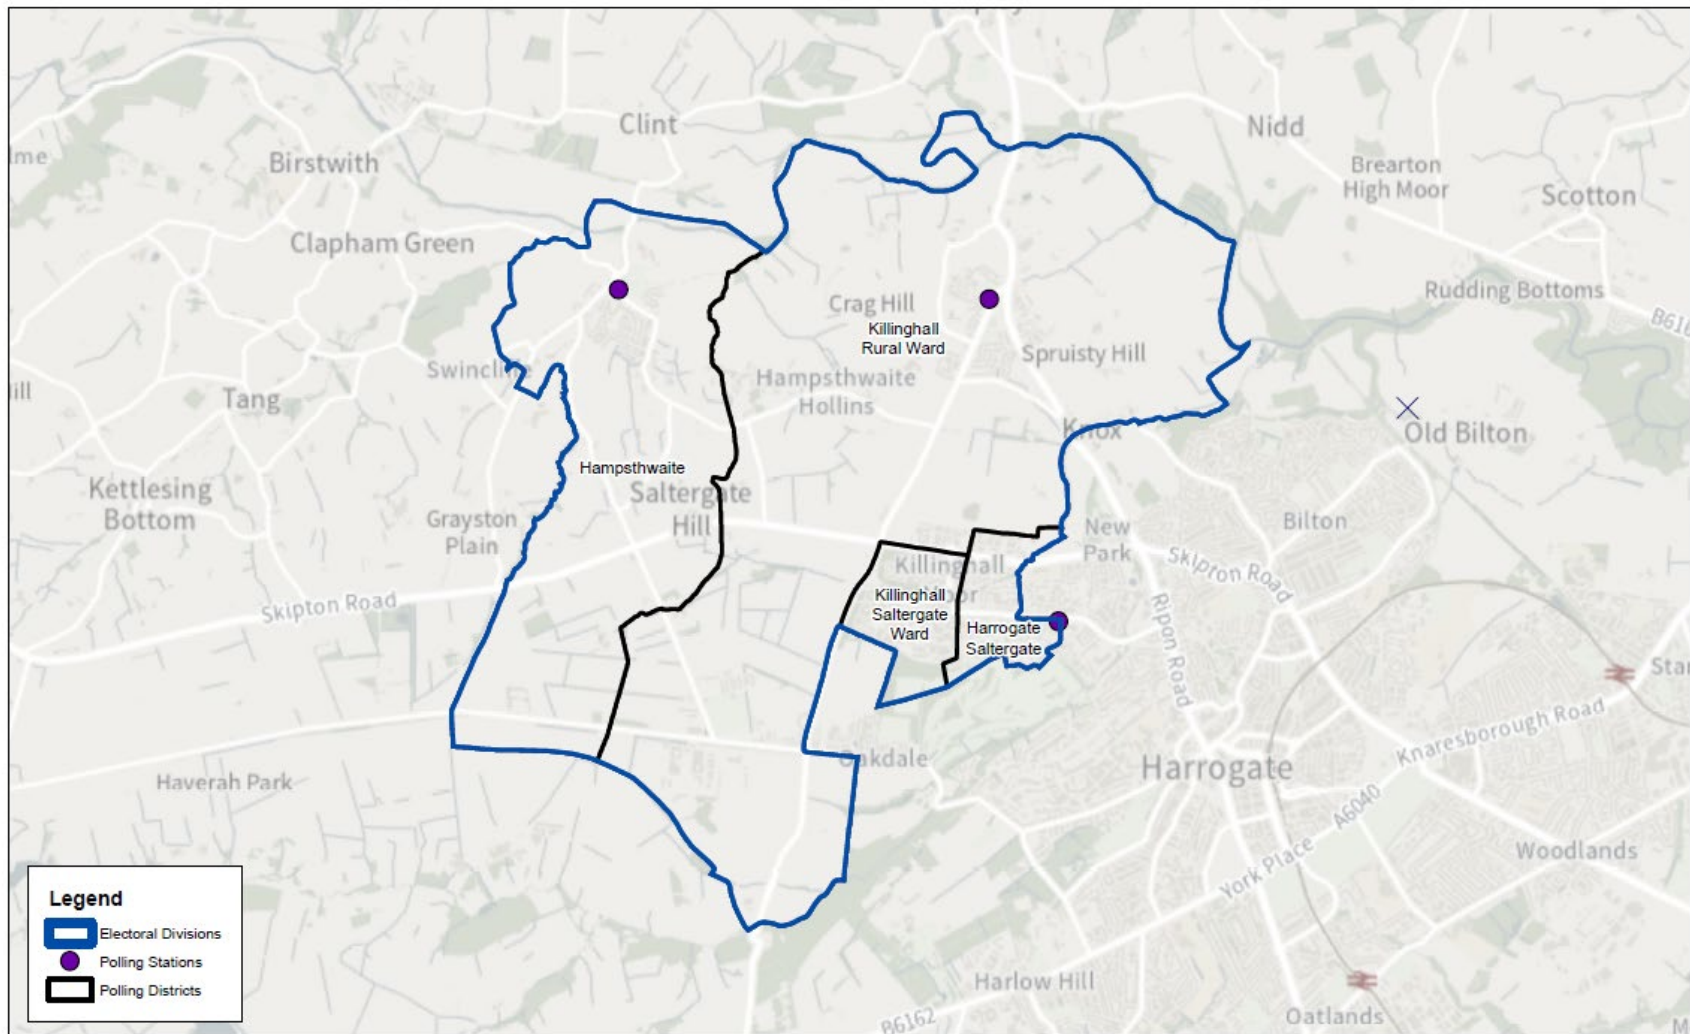 Clint
Nidd
Birstwith
Brearton
High Moor
Scotton
Clapham Green
Rudding Bottoms
Crag Hill
Killinghall
Rural Ward
Spruisty Hill
Hampsthwaite
Hollins
Tang
Knox
Old Bilton
Hampsthwaite
Kettlesing
Bottom
Saltergate
Hill
Grayston
Plain
New
Park
Bilton
Skipton Road
Killinghall
Killinghall
Saltergate
Ward
Harrogate
Saltergate
Skipton Road
Ripon Road
Knaresborough Road
Oakdale
Harrogate
Haverah Park
A6040
York Place
Woodlands
Harlow Hill
B6162
Oatlands
Legend
Electoral Divisions
Polling Stations
Polling Districts